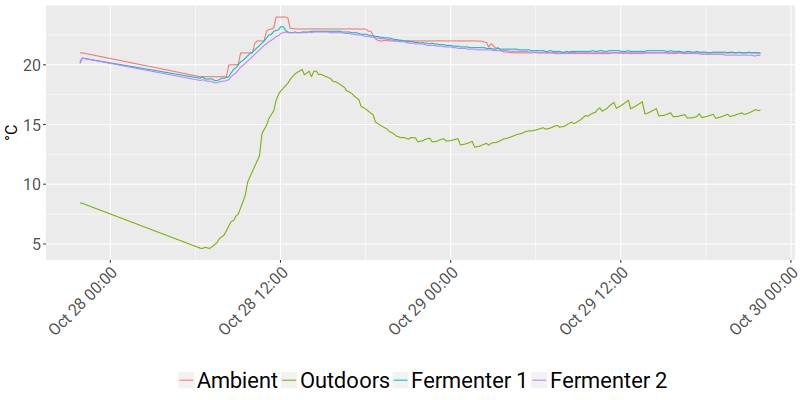 20
15
10
5
°C
Oct 28 00:00
Oct 28 12:00
Oct 29 00:00
Oct 29 12:00
Oct 30 00:00
Ambient Outdoors Fermenter 1 Fermenter 2